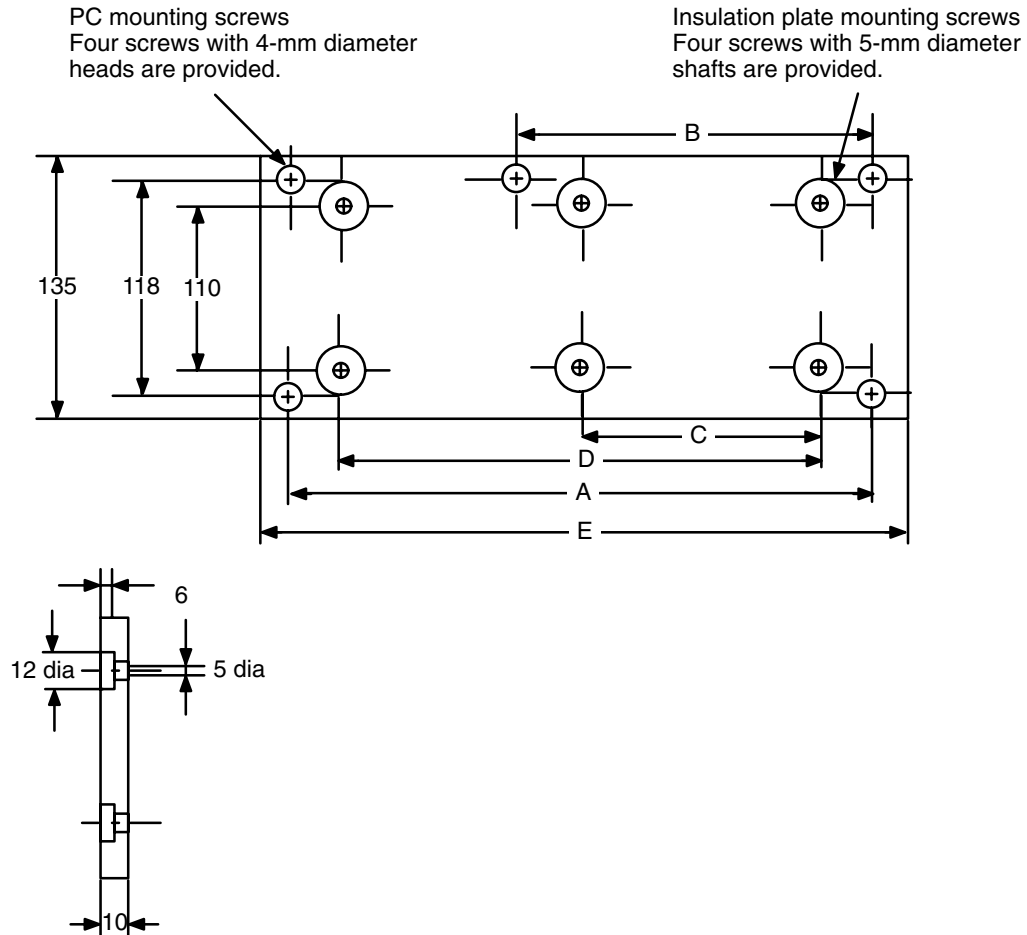 PC mounting screws
Four screws with 4-mm diameter
heads are provided.
Insulation plate mounting screws
Four screws with 5-mm diameter
shafts are provided.
B
135
118
110
C
D
A
E
6
12 dia
5 dia
10